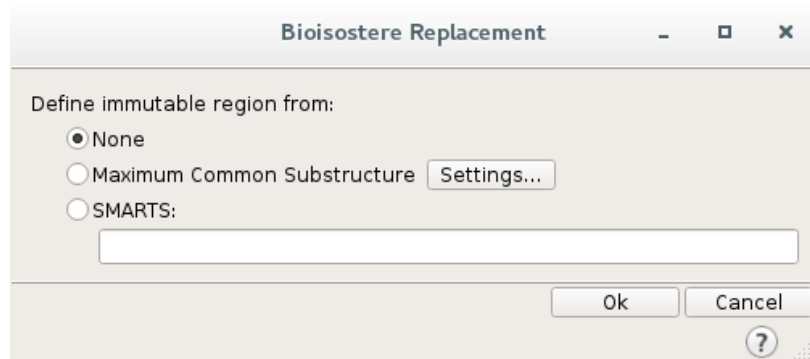 Bioisostere Replacement
Define immutable region from:
None
Maximum Common Substructure Settings...
SMARTS:
Ok Cancel
?